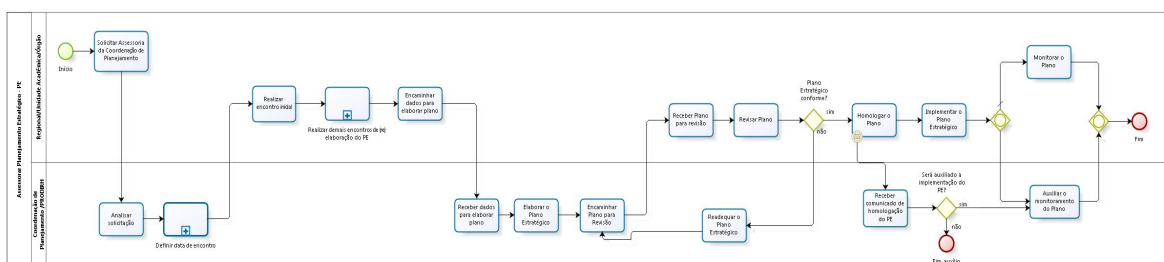 Assessorar Planejamento Estratégico - PE
Regional/Unidade Acadêmica/Órgão
Coordenação de
Planejamento /PRODIRH
Início
Solicitar Assessoria
da Coordenação de
Planejamento
Analisar
solicitação
Definir data de encontro
Realizar
encontro inicial
Realizar demais encontros de (re)
elaboração do PE
Encaminhar
dados para
elaborar plano
Receber dados
para elaborar
plano
Elaborar o
Plano
Estratégico
Encaminhar
Plano para
Revisão
Receber Plano
para revisão
Revisar Plano
Plano
Estratégico
conforme?
sim
não
Readequar o
Plano
Estratégico
Homologar o
Plano
Implementar o
Plano
Estratégico
Receber
comunicado de
homologação
do PE
Será auxiliado a
implementação do
PE?
sim
não
Fim auxílio
Monitorar o
Plano
Auxiliar o
monitoramento
do Plano
Fim